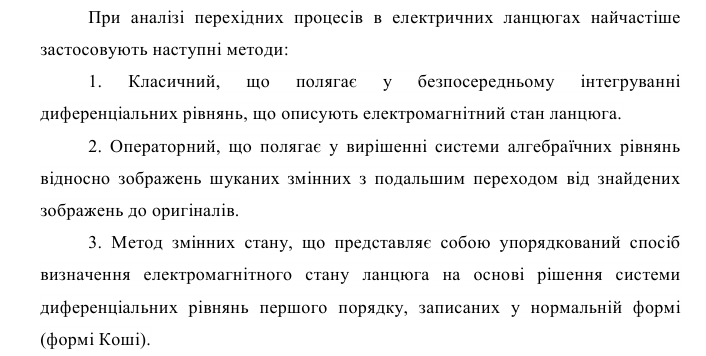 При аналізі перехідних процесів в електричних ланцюгах найчастіше
застосовують наступні методи:
1. Класичний, що полягає у безпосередньому інтегруванні
диференціальних рівнянь, що описують електромагнітний стан ланцюга.
2. Операторний, що полягає у вирішенні системи алгебраїчних рівнянь
відносно зображень шуканих змінних з подальшим переходом від знайдених
зображень до оригіналів.
3. Метод змінних стану, що представляє собою упорядкований спосіб
визначення електромагнітного стану ланцюга на основі рішення системи
диференціальних рівнянь першого порядку, записаних у нормальній формі
(формі Коші).